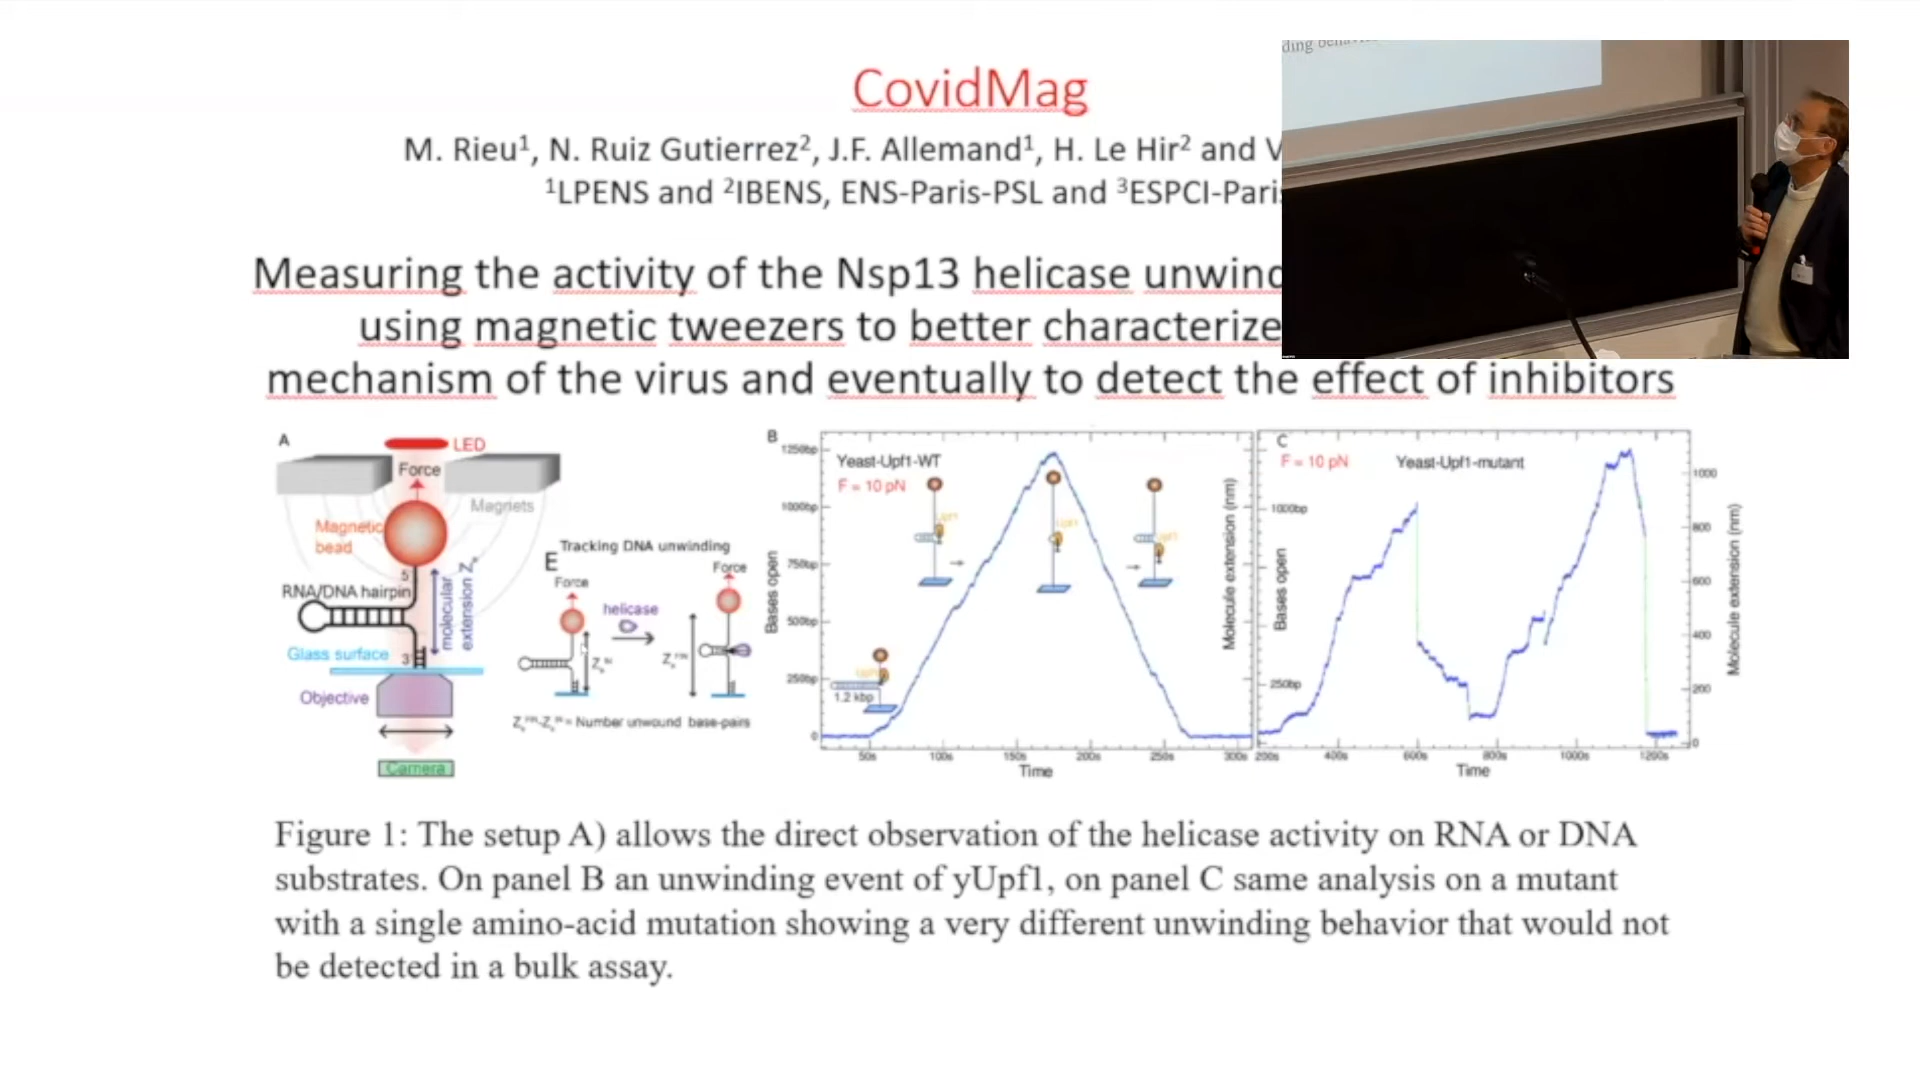 CovidMag
M. Rieu¹, N. Ruiz Gutierrez², J.F. Allemand¹, H. Le Hir² and V
¹LPENS and ²IBENS, ENS-Paris-PSL and ³ESPCI-Paris
Measuring the activity of the Nsp13 helicase unwind
using magnetic tweezers to better characterize
mechanism of the virus and eventually to detect the effect of inhibitors
A
LED
Force
Magnets
Magnetic
bead
5'
RNA/DNA hairpin
molecular
extension Zₑ
Glass surface
3'
Objective
Camera
E
Tracking DNA unwinding
Force
Force
helicase
= Number unwound base-pairs
B
Yeast-Upf1-WT
F = 10 pN
Upf1
Upf1
Upf1
Upf1
1.2 kbp
Bases open
1250bp
1000bp
750bp
500bp
250bp
0
50s 100s 150s 200s 250s 300s
Time
Molecule extension (nm)
C
F = 10 pN
Yeast-Upf1-mutant
Bases open
1000bp
250bp
200s 400s 600s 800s 1000s 1200s
Time
1000
800
600
400
200
0
Molecule extension (nm)
Figure 1: The setup A) allows the direct observation of the helicase activity on RNA or DNA
substrates. On panel B an unwinding event of yUpf1, on panel C same analysis on a mutant
with a single amino-acid mutation showing a very different unwinding behavior that would not
be detected in a bulk assay.